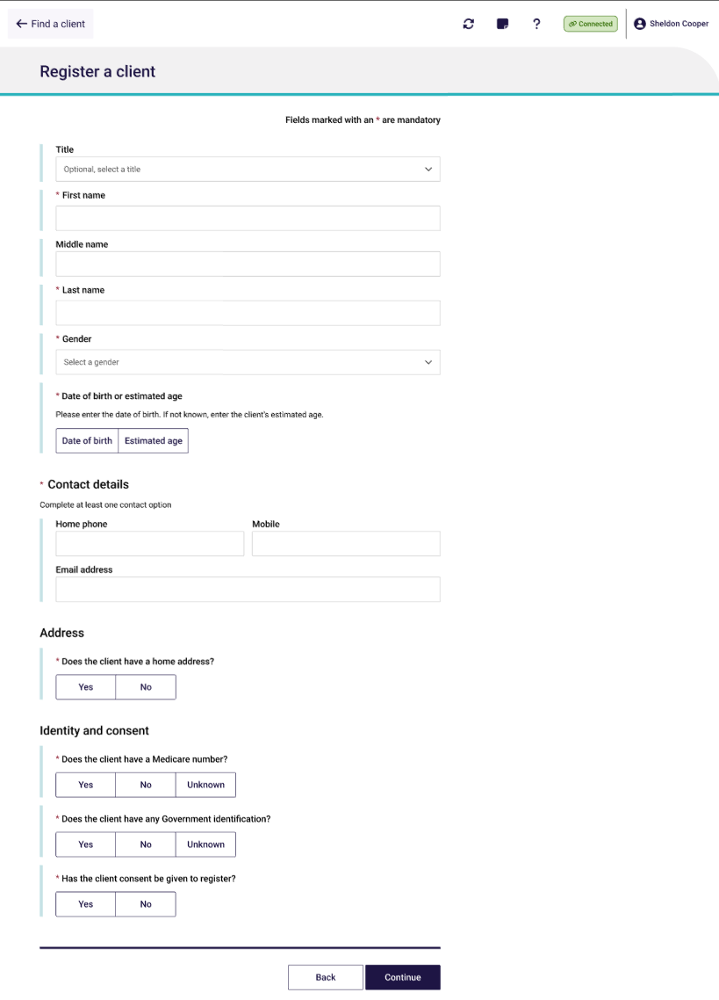 Find a client
Connected
Sheldon Cooper
Register a client
Fields marked with an * are mandatory
Title
Optional, select a title
* First name
Middle name
* Last name
* Gender
Select a gender
* Date of birth or estimated age
Please enter the date of birth. If not known, enter the client's estimated age.
Date of birth Estimated age
* Contact details
Complete at least one contact option
Home phone Mobile
Email address
Address
* Does the client have a home address?
Yes No
Identity and consent
* Does the client have a Medicare number?
Yes No Unknown
* Does the client have any Government identification?
Yes No Unknown
* Has the client consent be given to register?
Yes No
Back Continue